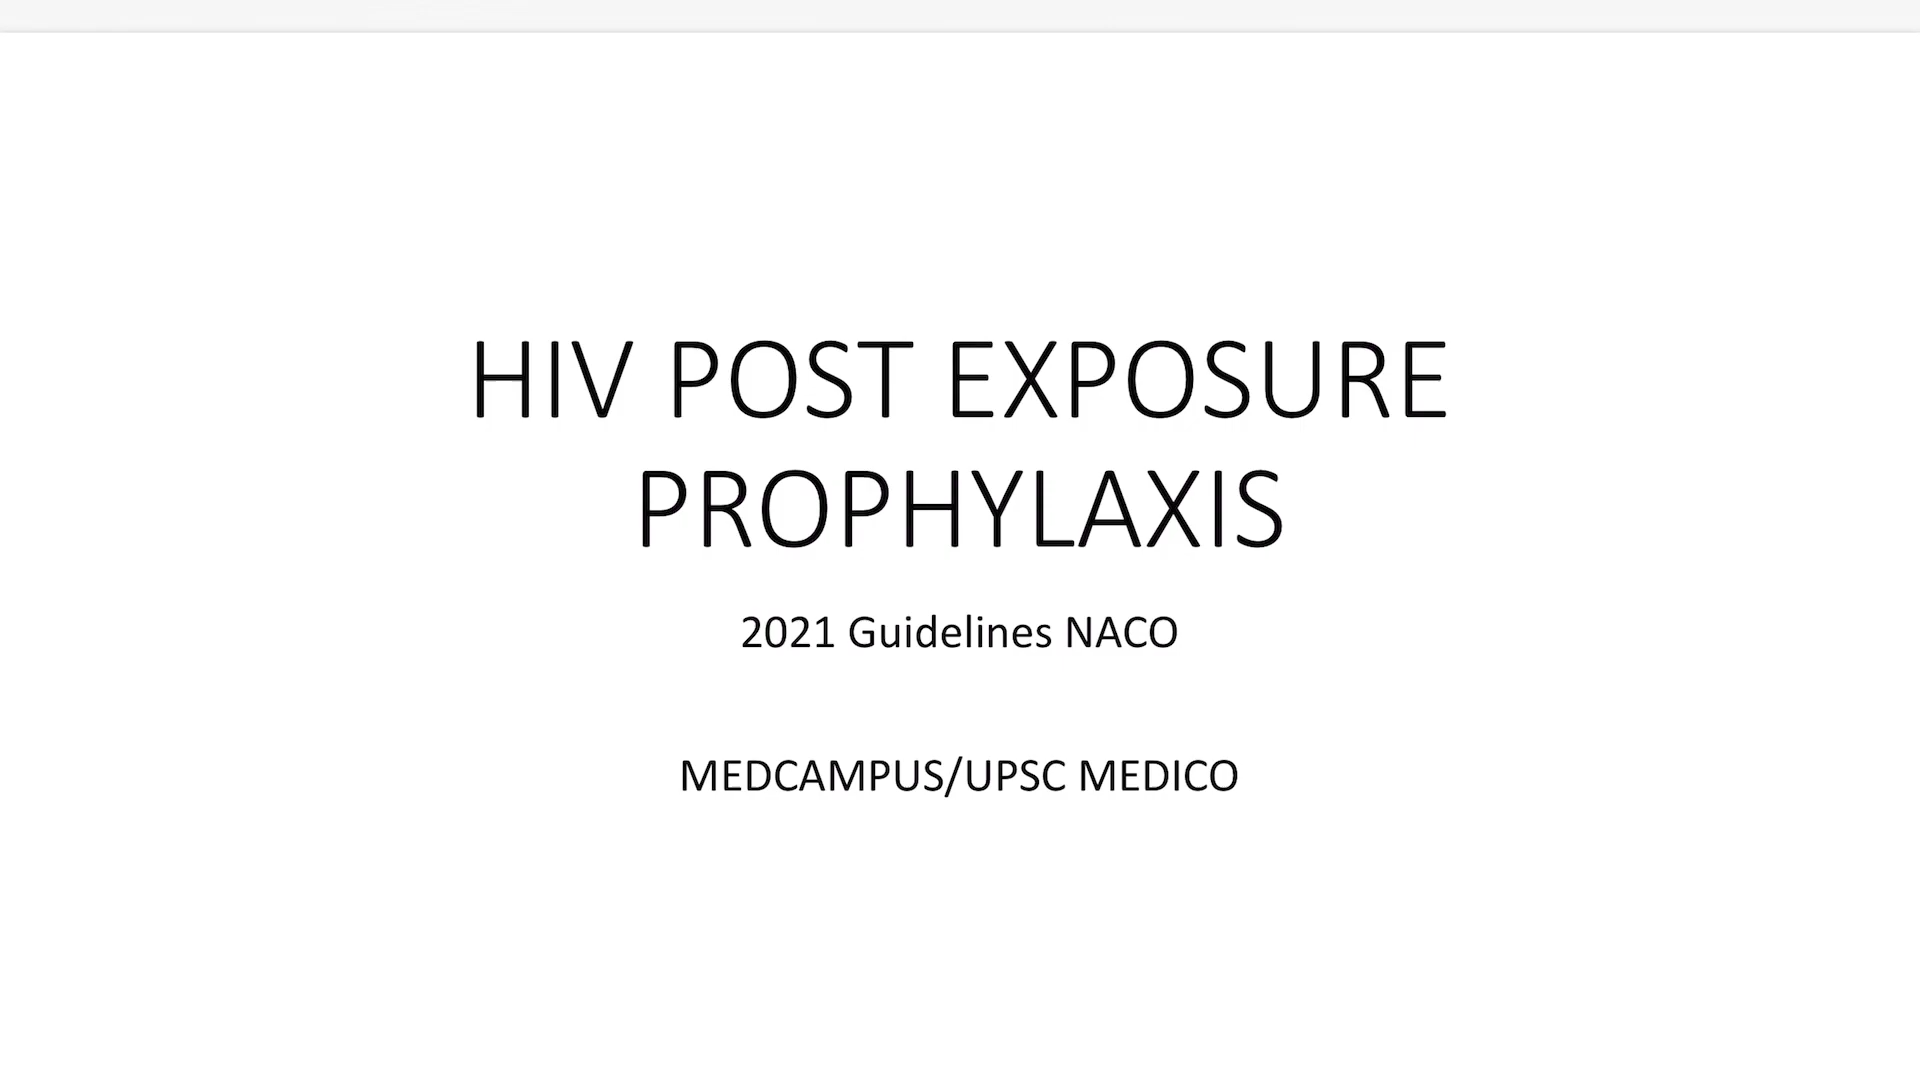 HIV POST EXPOSURE
PROPHYLAXIS
2021 Guidelines NACO
MEDCAMPUS/UPSC MEDICO